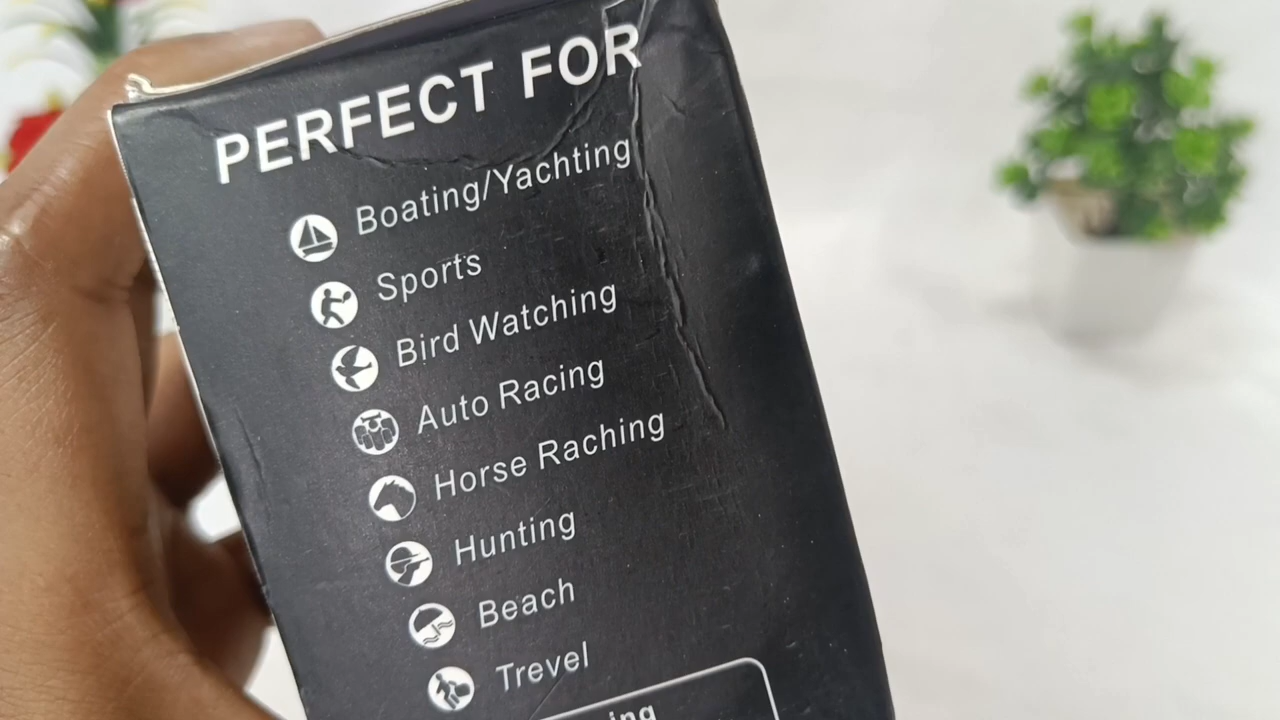 PERFECT FOR
Boating/Yachting
Sports
Bird Watching
Auto Racing
Horse Raching
Hunting
Beach
Trevel